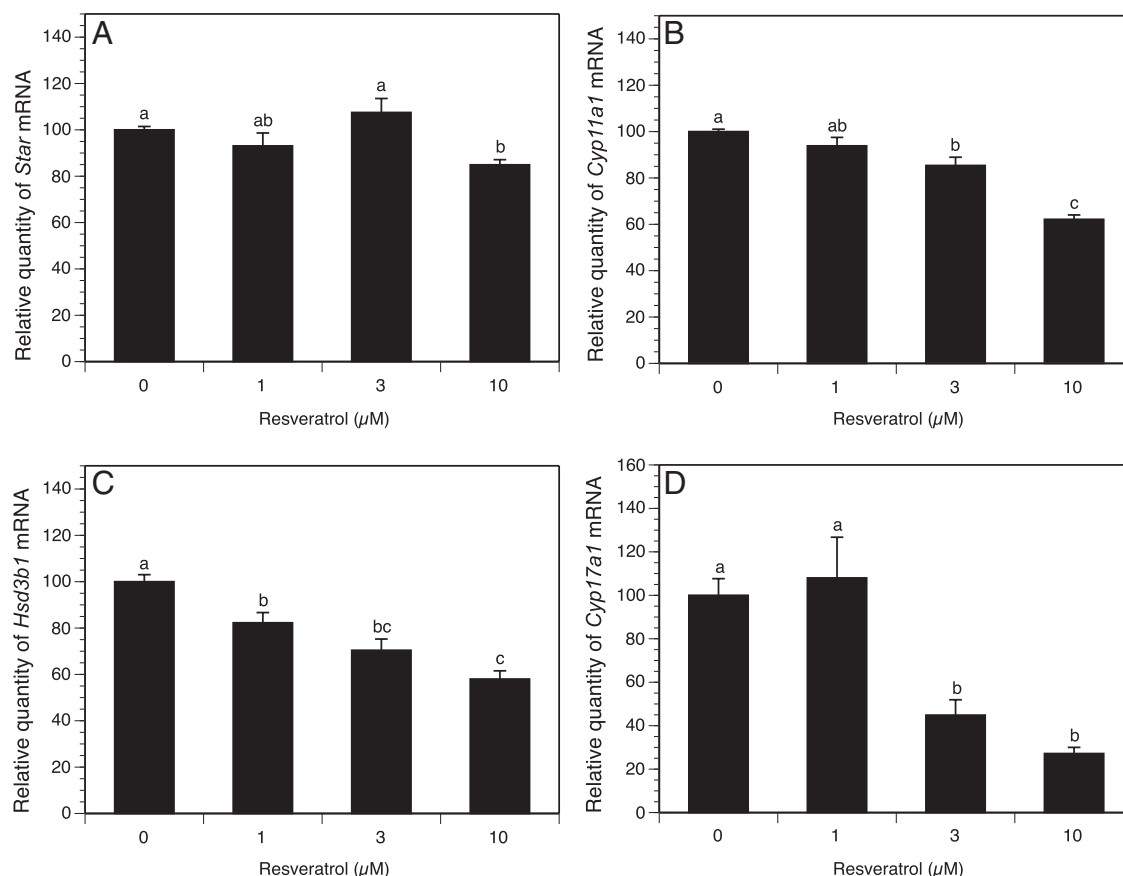 A
Relative quantity of Star mRNA
140
120
100
80
60
40
20
0
a
ab
a
b
0 1 3 10
Resveratrol (µM)
B
Relative quantity of Cyp11a1 mRNA
140
120
100
80
60
40
20
0
a
ab
b
c
0 1 3 10
Resveratrol (µM)
C
Relative quantity of Hsd3b1 mRNA
140
120
100
80
60
40
20
0
a
b
bc
c
0 1 3 10
Resveratrol (µM)
D
Relative quantity of Cyp17a1 mRNA
160
140
120
100
80
60
40
20
0
a
a
b
b
0 1 3 10
Resveratrol (µM)